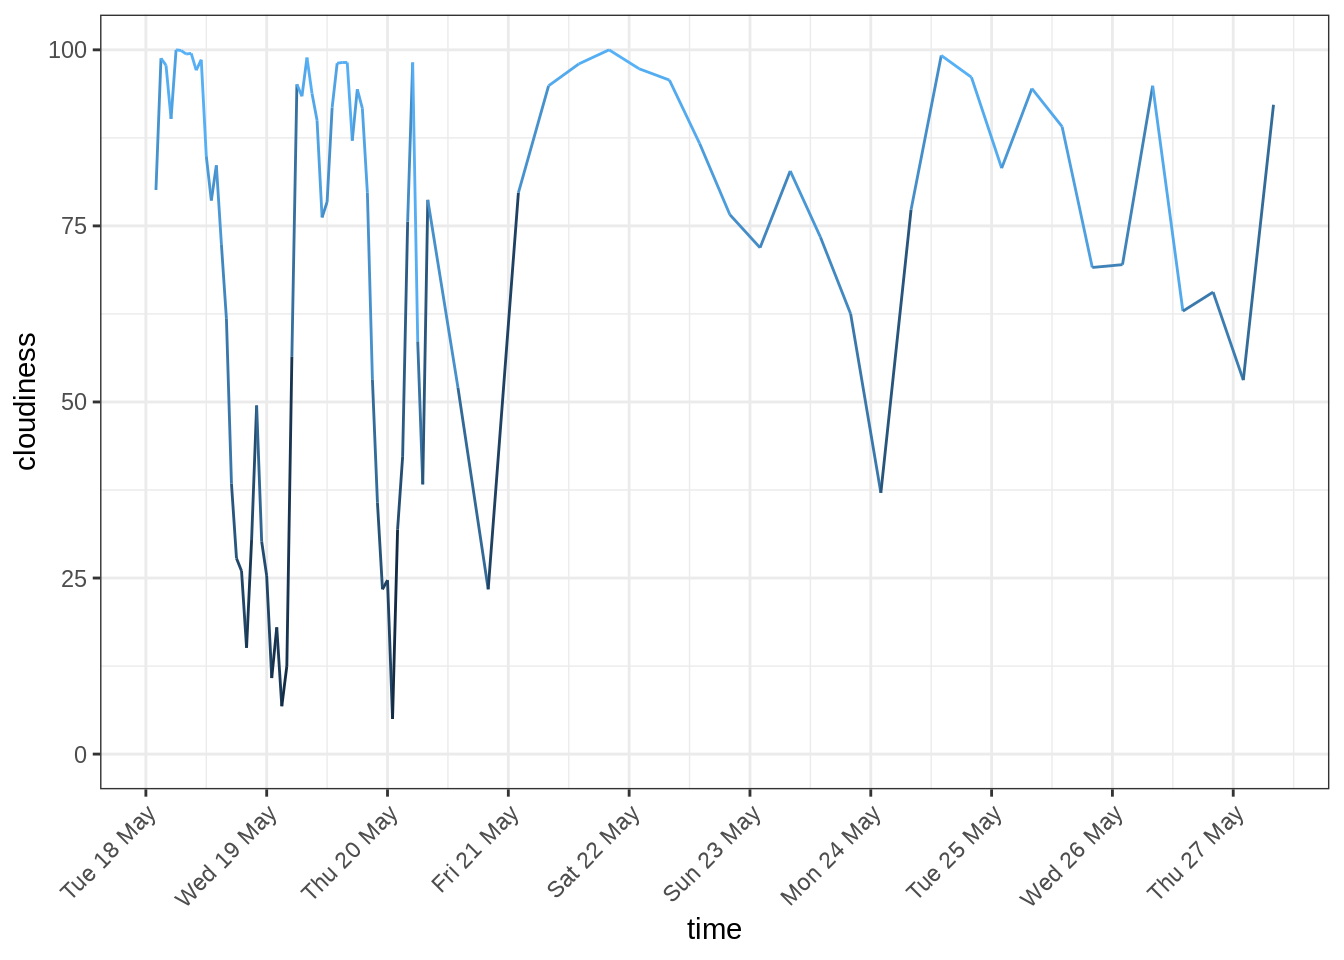 100
75
50
25
0
cloudiness
Tue 18 May
Wed 19 May
Thu 20 May
Fri 21 May
Sat 22 May
Sun 23 May
Mon 24 May
Tue 25 May
Wed 26 May
Thu 27 May
time